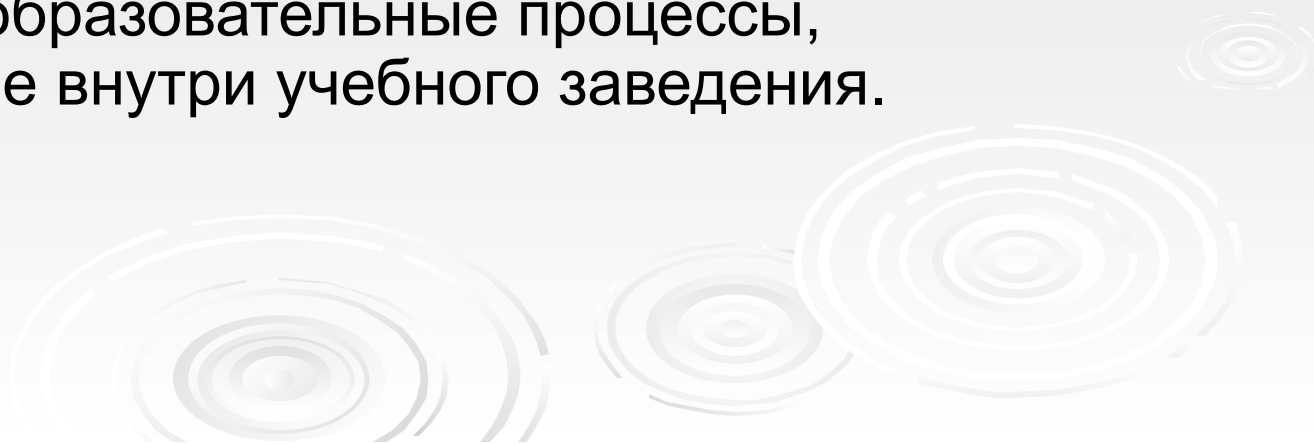 образовательные процессы,
е внутри учебного заведения.